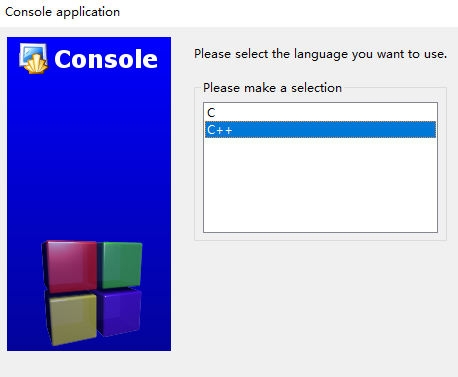 Console application
Console
Please select the language you want to use.
Please make a selection
C
C++